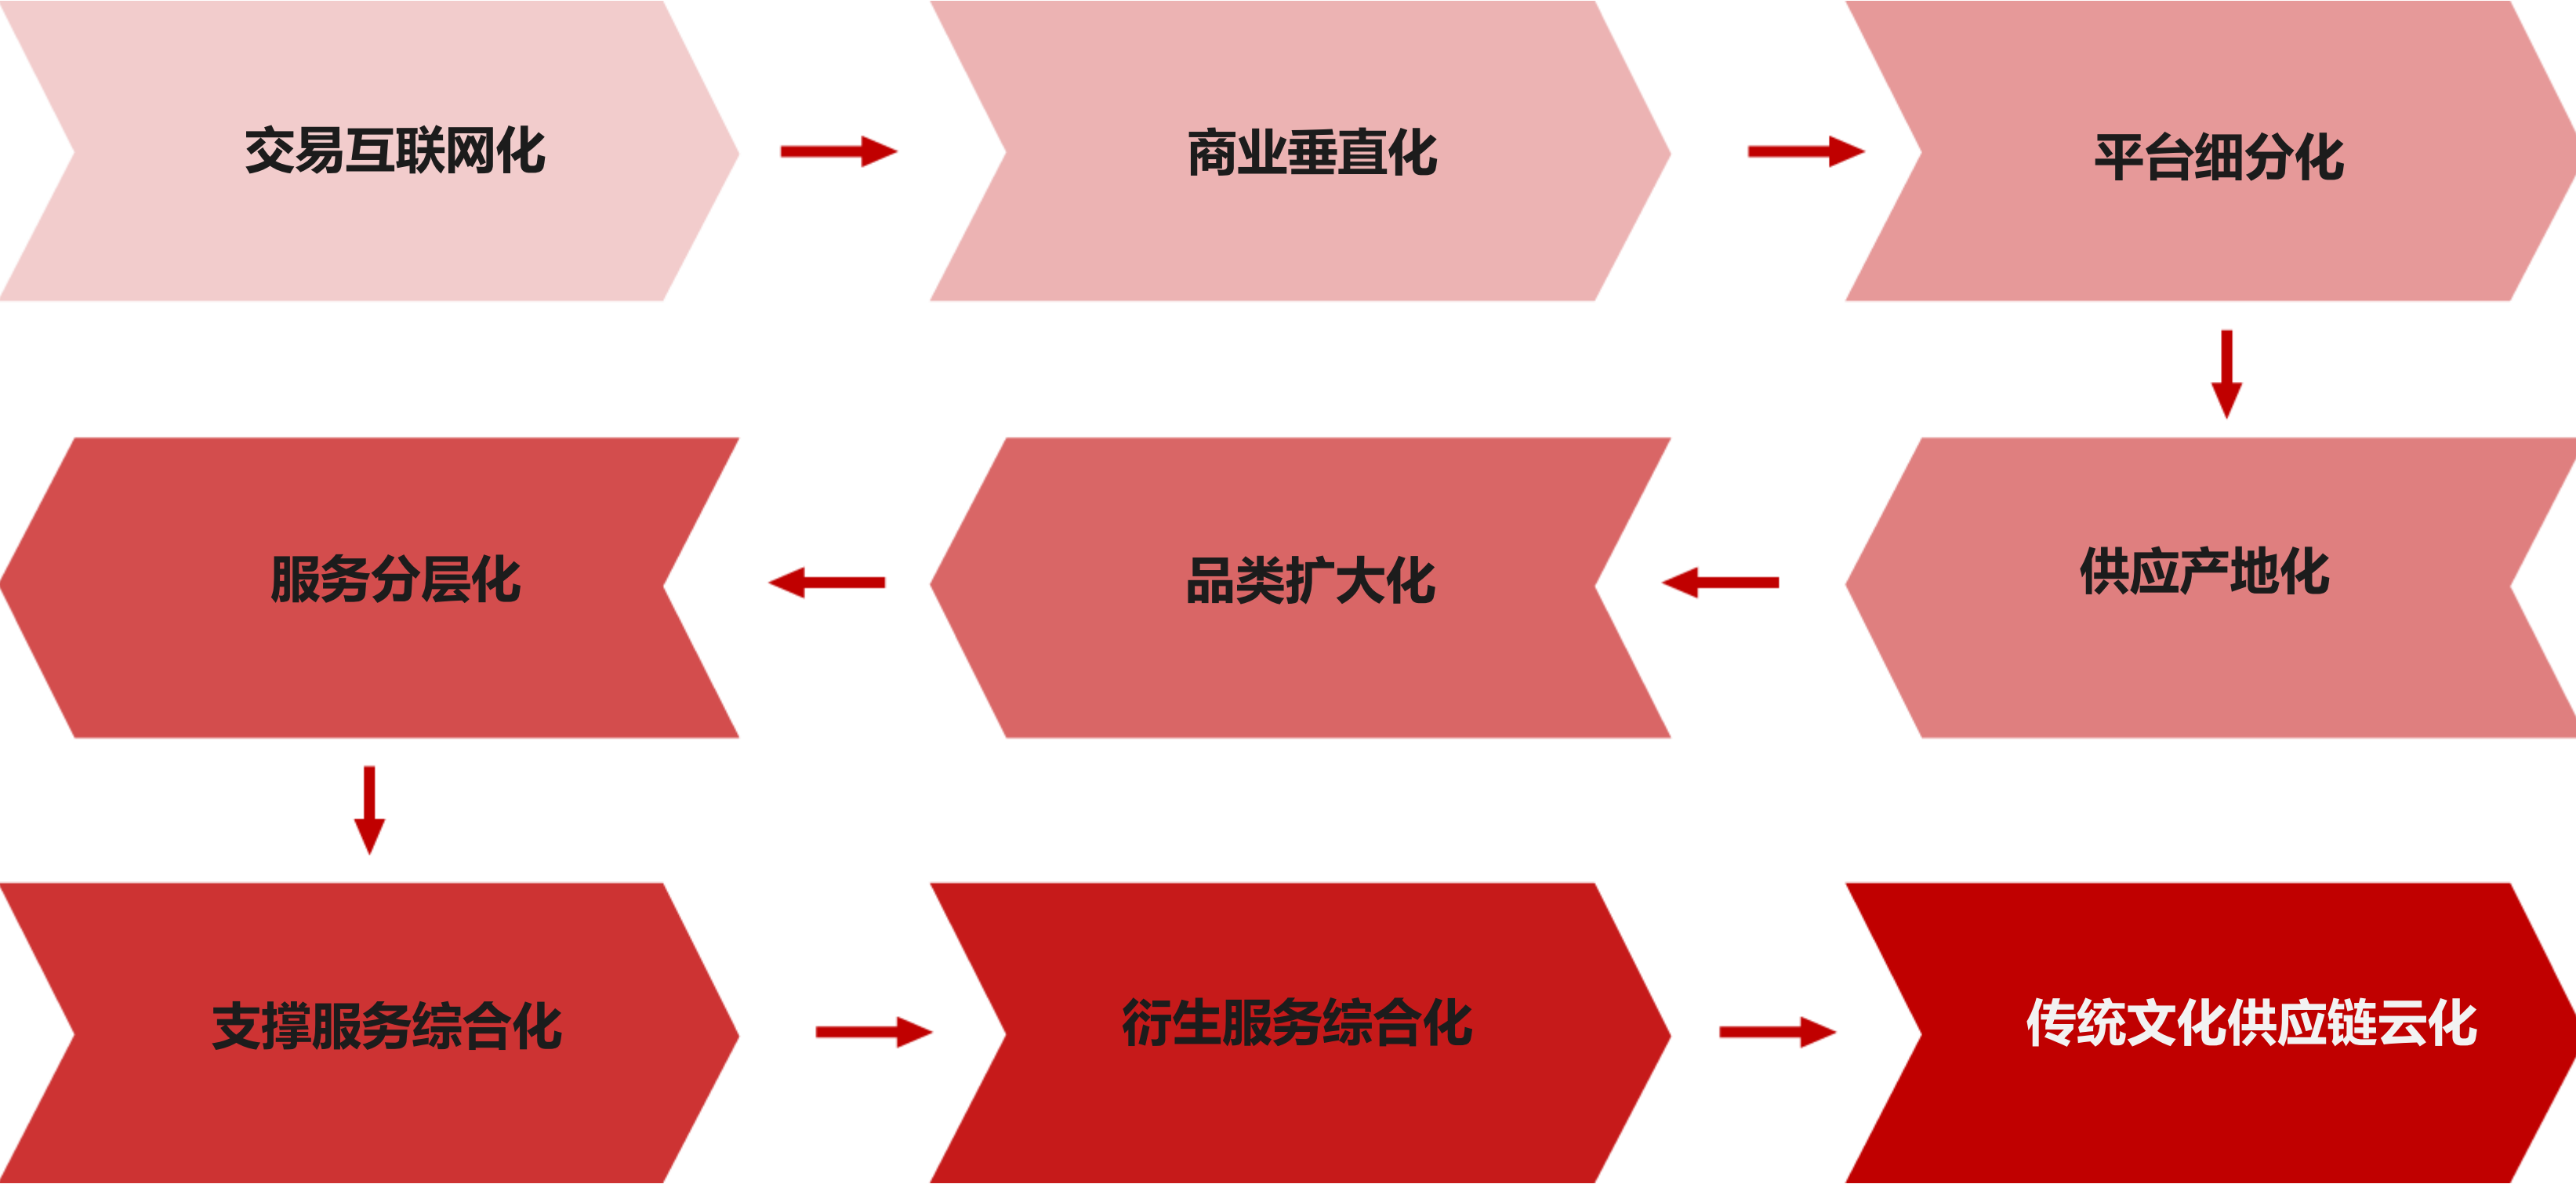 交易互联网化
商业垂直化
平台细分化
供应产地化
品类扩大化
服务分层化
支撑服务综合化
衍生服务综合化
传统文化供应链云化